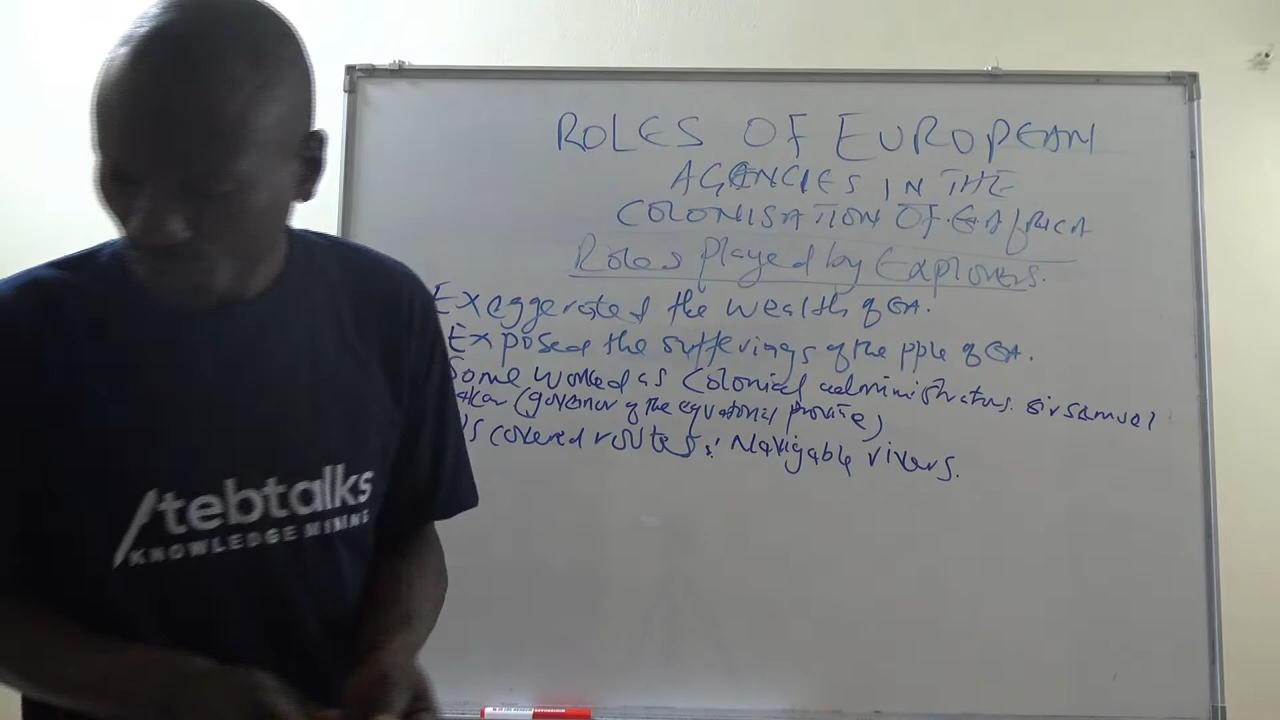 ROLES OF EUROPEAN
AGENCIES IN THE
COLONISATION OF E.AfRICA
Roles played by Explorers.
Exaggerated the wealth of EA.
Exposed the sufferings of the pple of EA.
Some worked as colonial administrators. sir samuel
(governor of the equatorial province)
routes: Navigable rivers.
tebtalks
KNOWLEDGE MINING